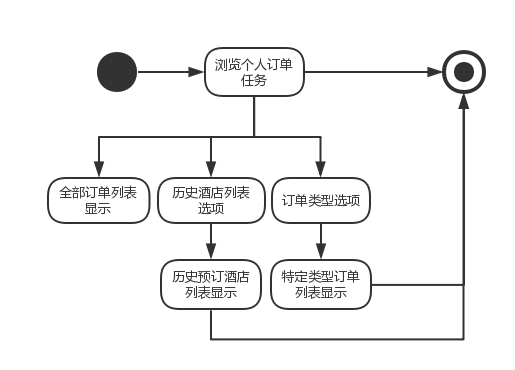 浏览个人订单
任务
全部订单列表
显示
历史酒店列表
选项
订单类型选项
历史预订酒店
列表显示
特定类型订单
列表显示